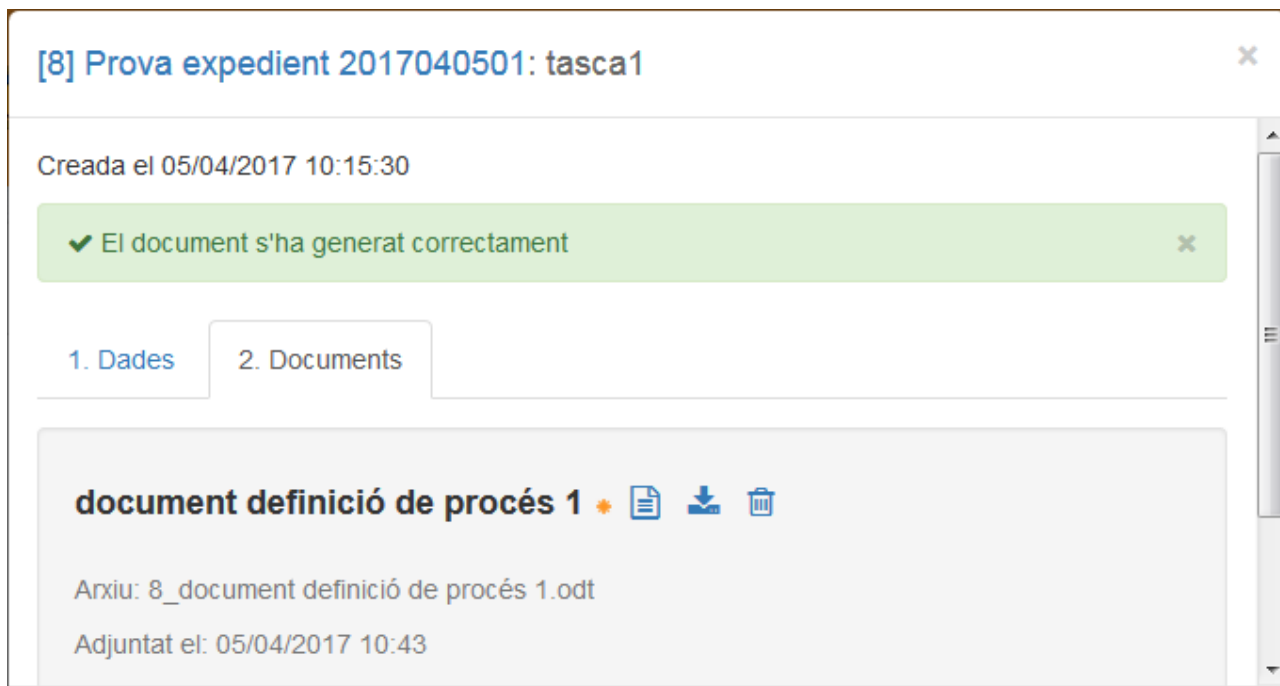 [8] Prova expedient 2017040501: tasca1
Creada el 05/04/2017 10:15:30
El document s'ha generat correctament
1. Dades
2. Documents
document definició de procés 1
Arxiu: 8_document definició de procés 1.odt
Adjuntat el: 05/04/2017 10:43